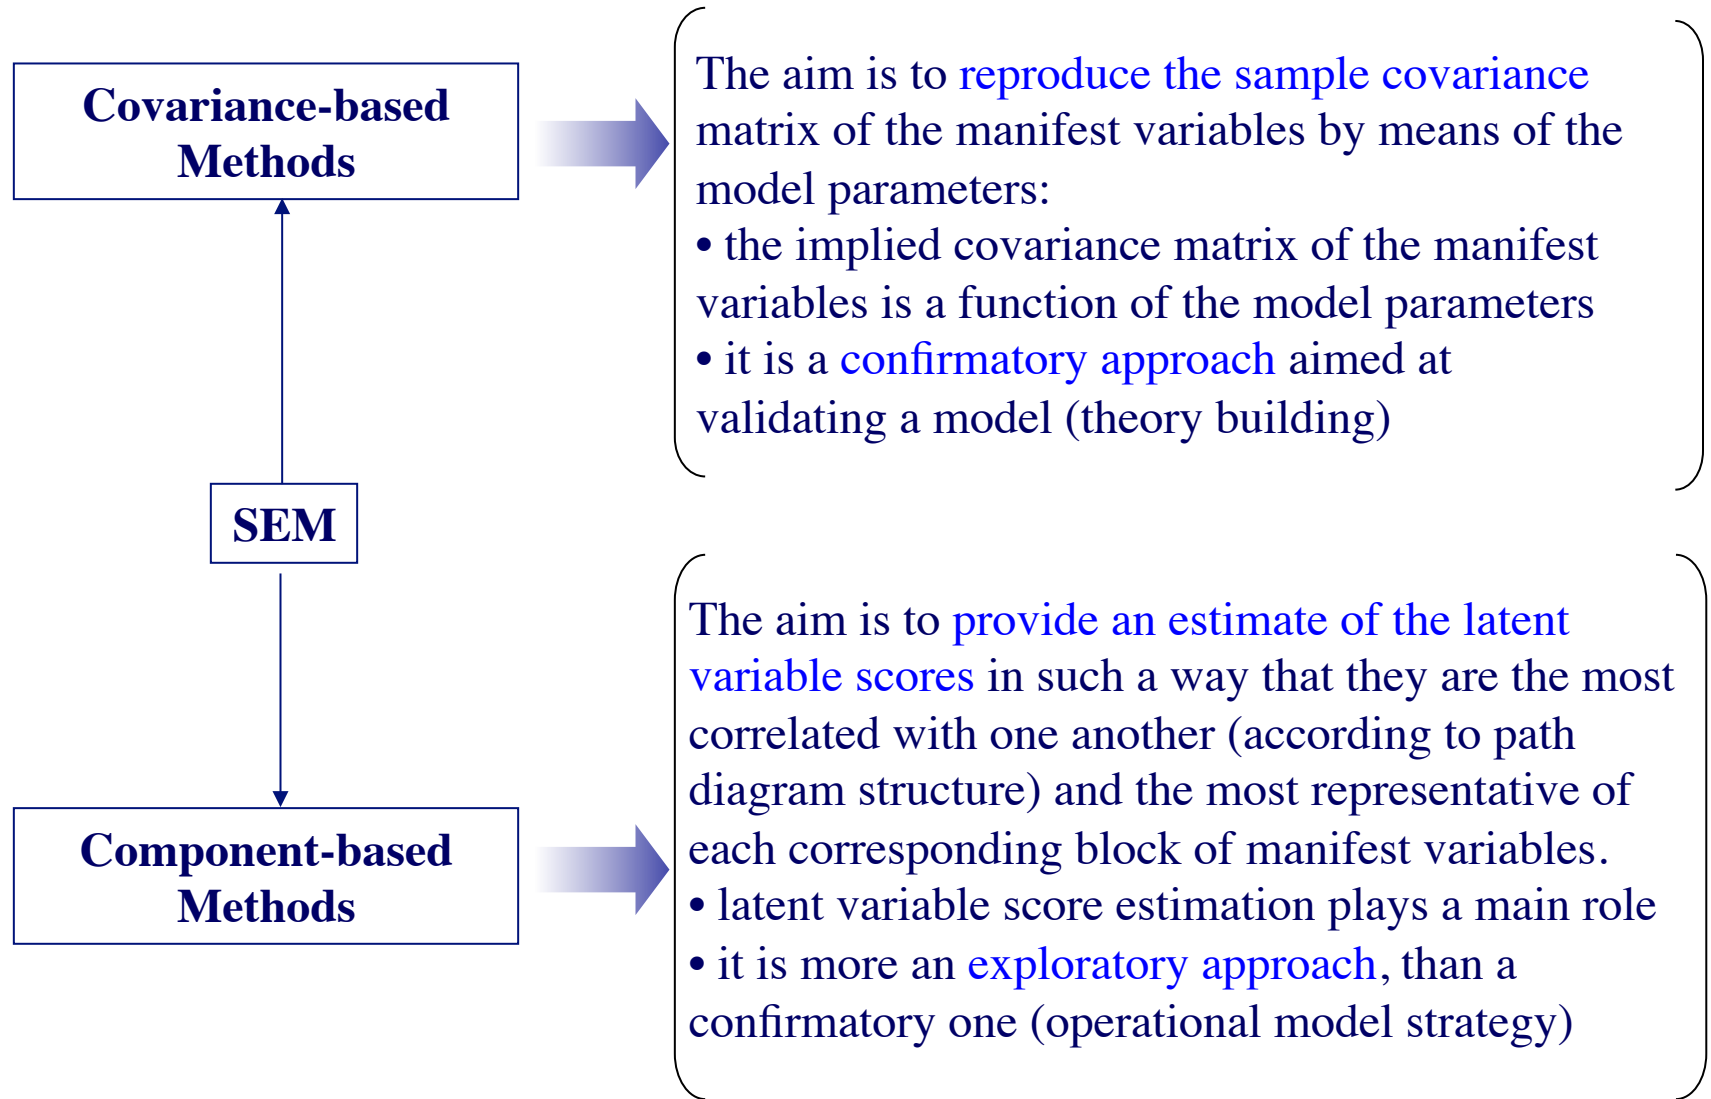 Covariance-based
Methods
The aim is to reproduce the sample covariance
matrix of the manifest variables by means of the
model parameters:
• the implied covariance matrix of the manifest
variables is a function of the model parameters
• it is a confirmatory approach aimed at
validating a model (theory building)
SEM
Component-based
Methods
The aim is to provide an estimate of the latent
variable scores in such a way that they are the most
correlated with one another (according to path
diagram structure) and the most representative of
each corresponding block of manifest variables.
• latent variable score estimation plays a main role
• it is more an exploratory approach, than a
confirmatory one (operational model strategy)